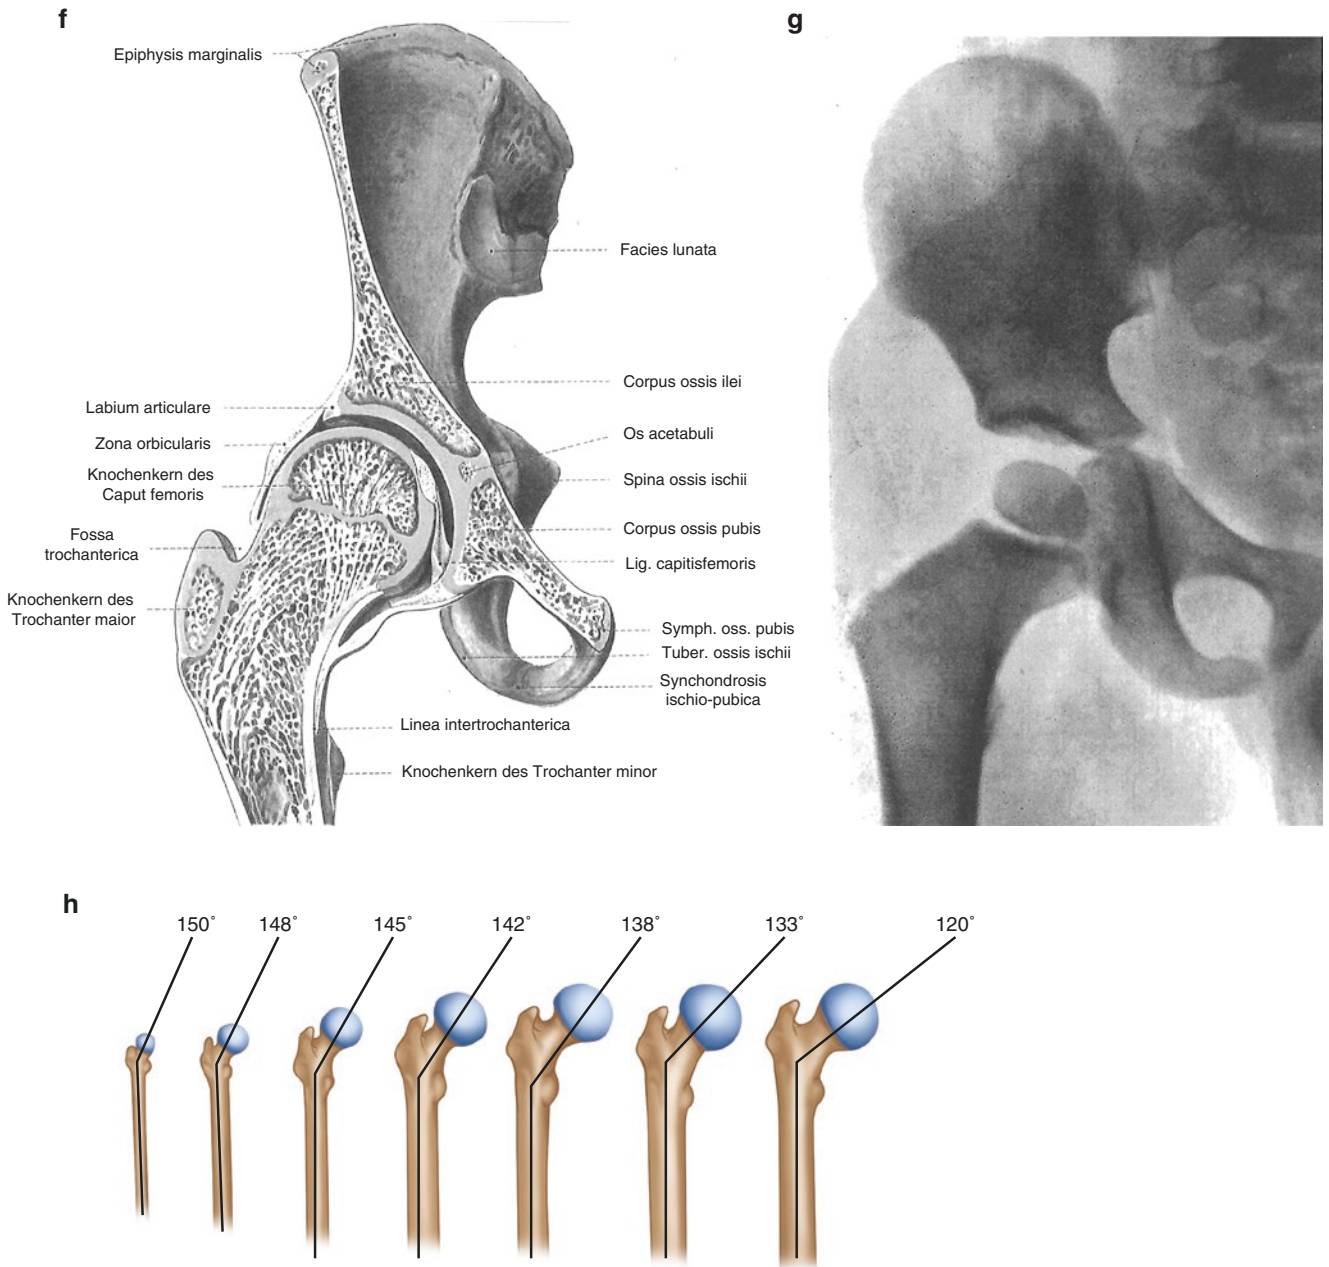 f
g
Epiphysis marginalis
Facies lunata
Corpus ossis ilei
Labium articulare
Os acetabuli
Zona orbicularis
Knochenkern des
Caput femoris
Spina ossis ischii
Corpus ossis pubis
Fossa
trochanterica
Lig. capitisfemoris
Knochenkern des
Trochanter maior
Symph. oss. pubis
Tuber. ossis ischii
Synchondrosis
ischio-pubica
Linea intertrochanterica
Knochenkern des Trochanter minor
h
150° 148° 145° 142° 138° 133° 120°